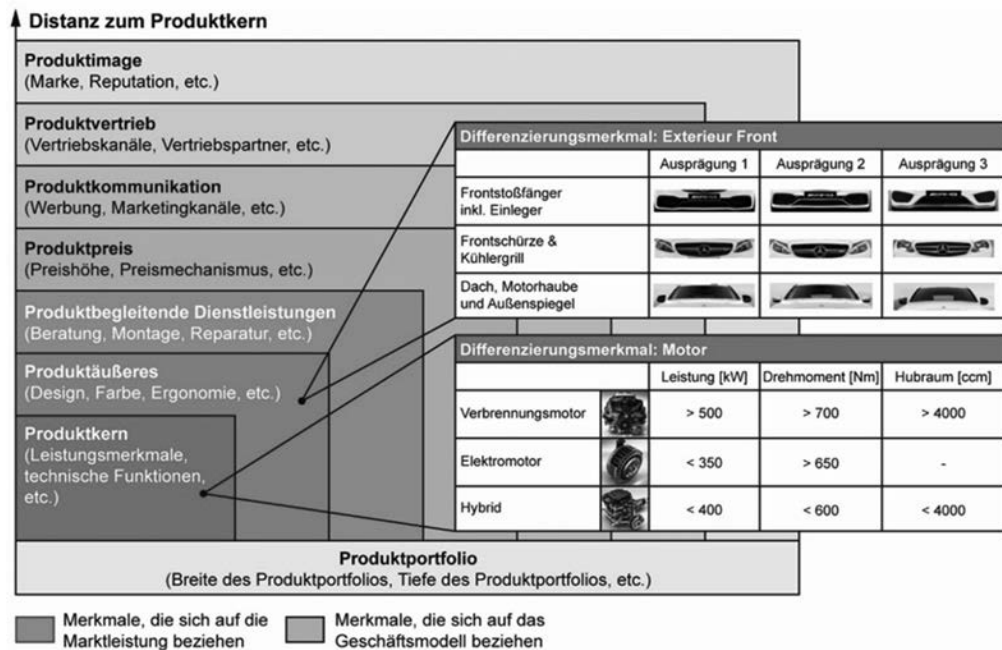 Distanz zum Produktkern
Produktimage
(Marke, Reputation, etc.)
Produktvertrieb
(Vertriebskanäle, Vertriebspartner, etc.)
Produktkommunikation
(Werbung, Marketingkanäle, etc.)
Produktpreis
(Preishöhe, Preismechanismus, etc.)
Produktbegleitende Dienstleistungen
(Beratung, Montage, Reparatur, etc.)
Produktäußeres
(Design, Farbe, Ergonomie, etc.)
Produktkern
(Leistungsmerkmale,
technische Funktionen,
etc.)
Differenzierungsmerkmal: Exterieur Front
Ausprägung 1 Ausprägung 2 Ausprägung 3
Frontstoßfänger
inkl. Einleger
Frontschürze &
Kühlergrill
Dach, Motorhaube
und Außenspiegel
Differenzierungsmerkmal: Motor
Leistung [kW] Drehmoment [Nm] Hubraum [ccm]
Verbrennungsmotor > 500 > 700 > 4000
Elektromotor < 350 > 650 -
Hybrid < 400 < 600 < 4000
Produktportfolio
(Breite des Produktportfolios, Tiefe des Produktportfolios, etc.)
Merkmale, die sich auf die
Marktleistung beziehen
Merkmale, die sich auf das
Geschäftsmodell beziehen